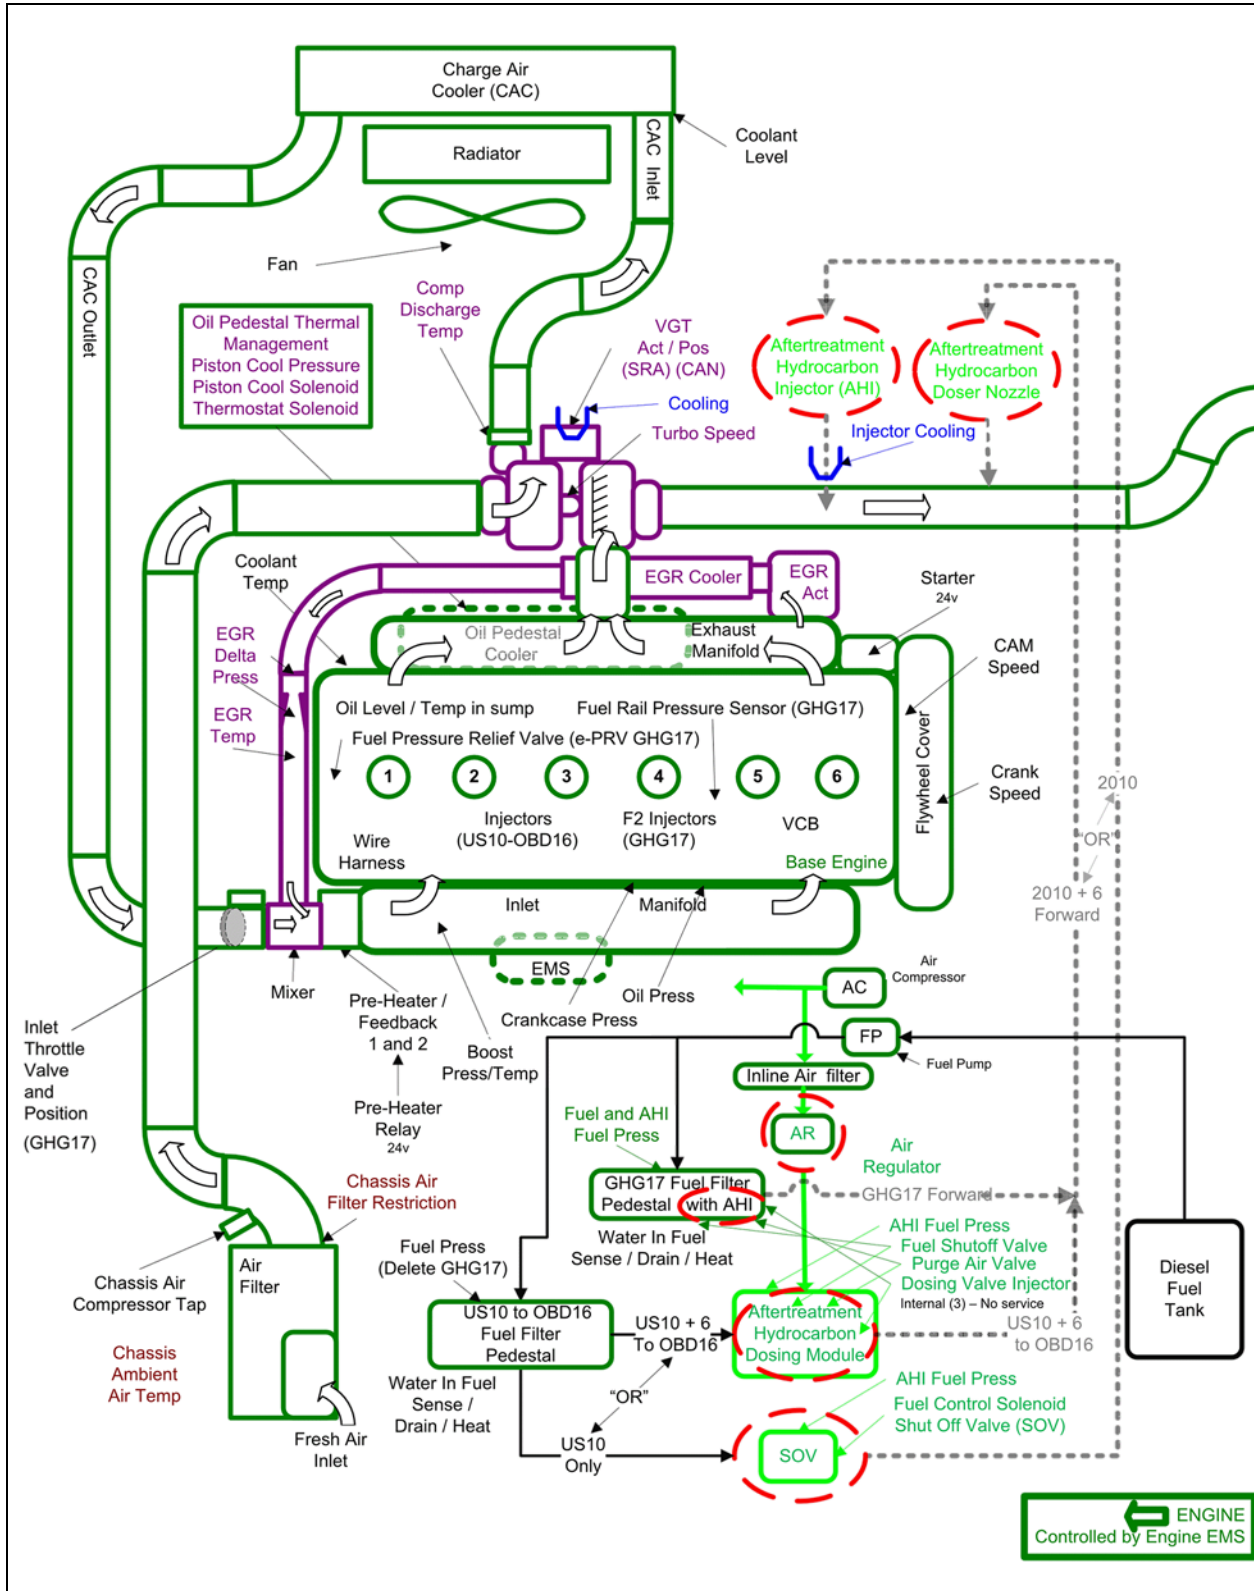 Charge Air
Cooler (CAC)
Radiator
CAC Inlet
Coolant
Level
Fan
CAC Outlet
Oil Pedestal Thermal
Management
Piston Cool Pressure
Piston Cool Solenoid
Thermostat Solenoid
Comp
Discharge
Temp
VGT
Act / Pos
(SRA) (CAN)
Cooling
Turbo Speed
Aftertreatment
Hydrocarbon
Injector (AHI)
Aftertreatment
Hydrocarbon
Doser Nozzle
Injector Cooling
Coolant
Temp
EGR Cooler
EGR
Act
Starter
24v
EGR
Delta
Press
Oil Pedestal
Cooler
Exhaust
Manifold
CAM
Speed
EGR
Temp
Oil Level / Temp in sump
Fuel Rail Pressure Sensor (GHG17)
Fuel Pressure Relief Valve (e-PRV GHG17)
1
2
3
4
5
6
Flywheel Cover
Crank
Speed
2010
"OR"
2010 + 6
Forward
Wire
Harness
Injectors
(US10-OBD16)
F2 Injectors
(GHG17)
VCB
Base Engine
Inlet
Manifold
EMS
Mixer
Pre-Heater /
Feedback
1 and 2
Crankcase Press
Oil Press
Boost
Press/Temp
Pre-Heater
Relay
24v
Inlet
Throttle
Valve
and
Position
(GHG17)
AC
Air
Compressor
FP
Fuel Pump
Inline Air filter
AR
Air
Regulator
Fuel and AHI
Fuel Press
GHG17 Fuel Filter
Pedestal with AHI
GHG17 Forward
Water In Fuel
Sense / Drain / Heat
AHI Fuel Press
Fuel Shutoff Valve
Purge Air Valve
Dosing Valve Injector
Internal (3) – No service
Chassis Air
Filter Restriction
Chassis Air
Compressor Tap
Air
Filter
Chassis
Ambient
Air Temp
Fresh Air
Inlet
Fuel Press
(Delete GHG17)
US10 to OBD16
Fuel Filter
Pedestal
US10 + 6
To OBD16
Aftertreatment
Hydrocarbon
Dosing Module
US10 + 6
to OBD16
Diesel
Fuel
Tank
Water In Fuel
Sense /
Drain / Heat
"OR"
US10
Only
AHI Fuel Press
Fuel Control Solenoid
Shut Off Valve (SOV)
SOV
ENGINE
Controlled by Engine EMS